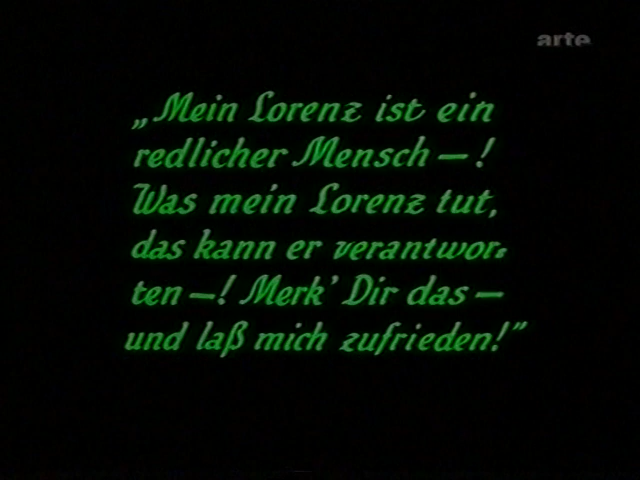 arte
„Mein Lorenz ist ein
redlicher Mensch — !
Was mein Lorenz tut,
das kann er verantwor-
ten —! Merk' Dir das —
und laß mich zufrieden!"